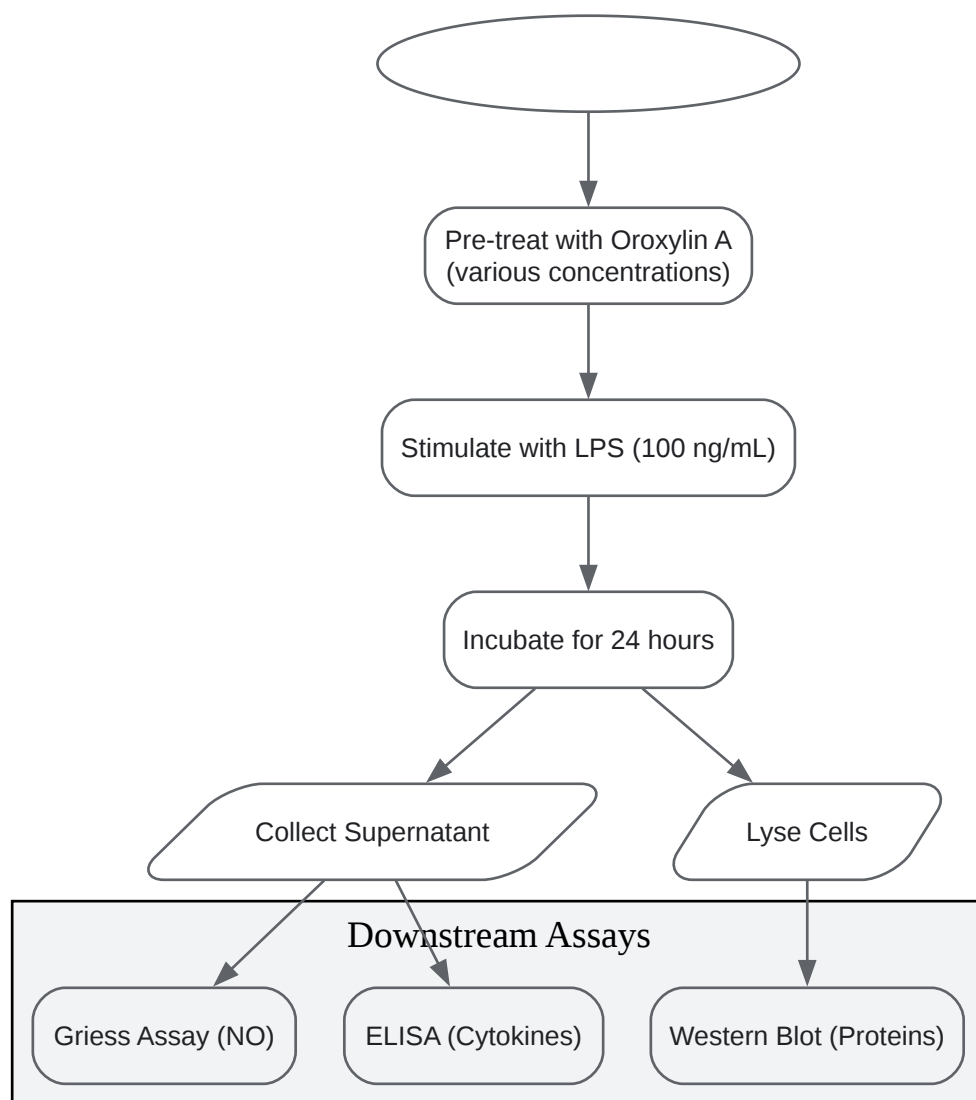 Pre-treat with Oroxylin A
(various concentrations)
Stimulate with LPS (100 ng/mL)
Incubate for 24 hours
Collect Supernatant
Lyse Cells
Downstream Assays
Griess Assay (NO)
ELISA (Cytokines)
Western Blot (Proteins)